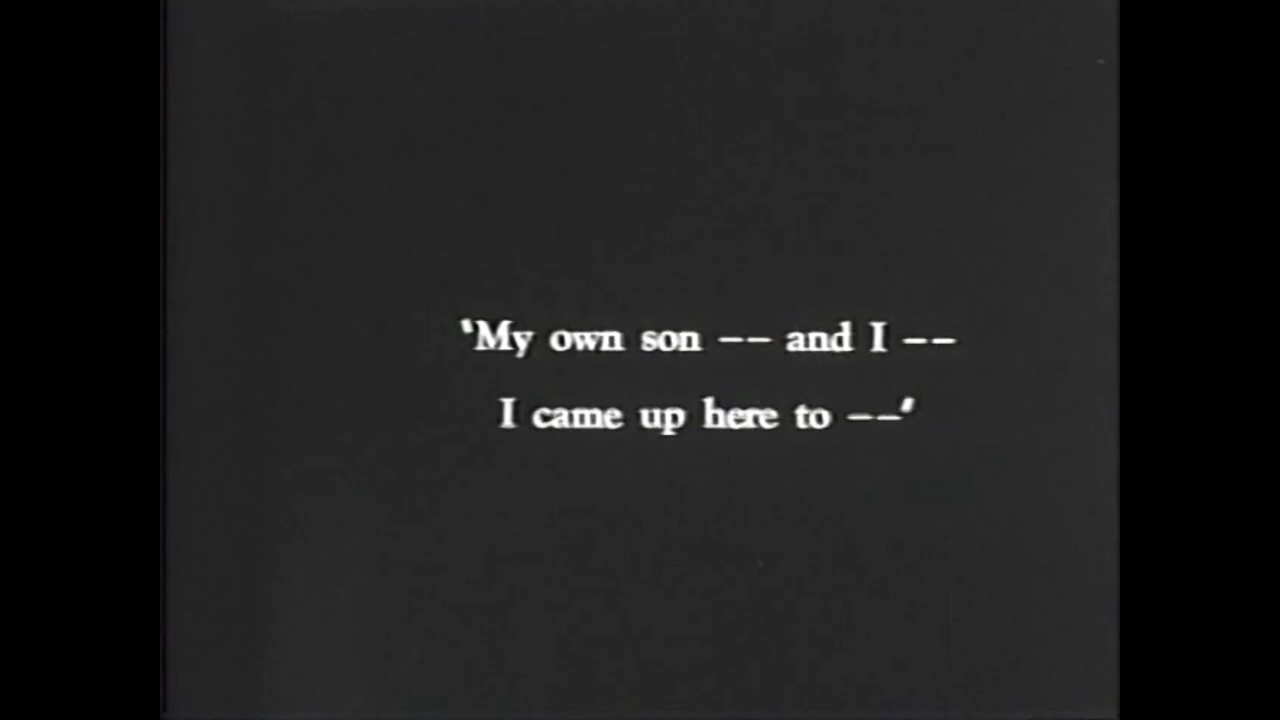 'My own son -- and I --
I came up here to --'